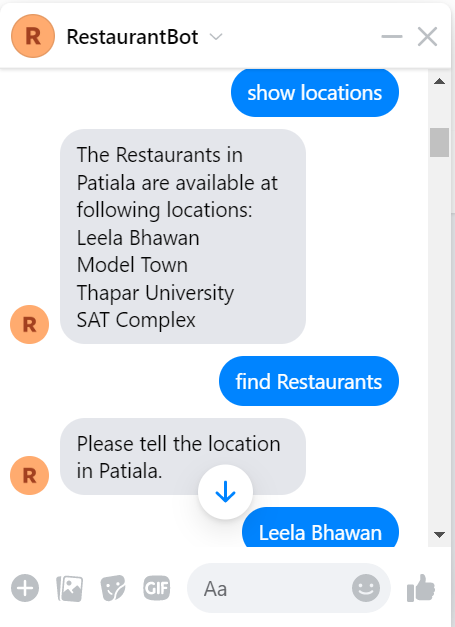 R RestaurantBot
show locations
The Restaurants in
Patiala are available at
following locations:
Leela Bhawan
Model Town
Thapar University
SAT Complex
R
find Restaurants
Please tell the location
in Patiala.
R
Leela Bhawan
GIF
Aa